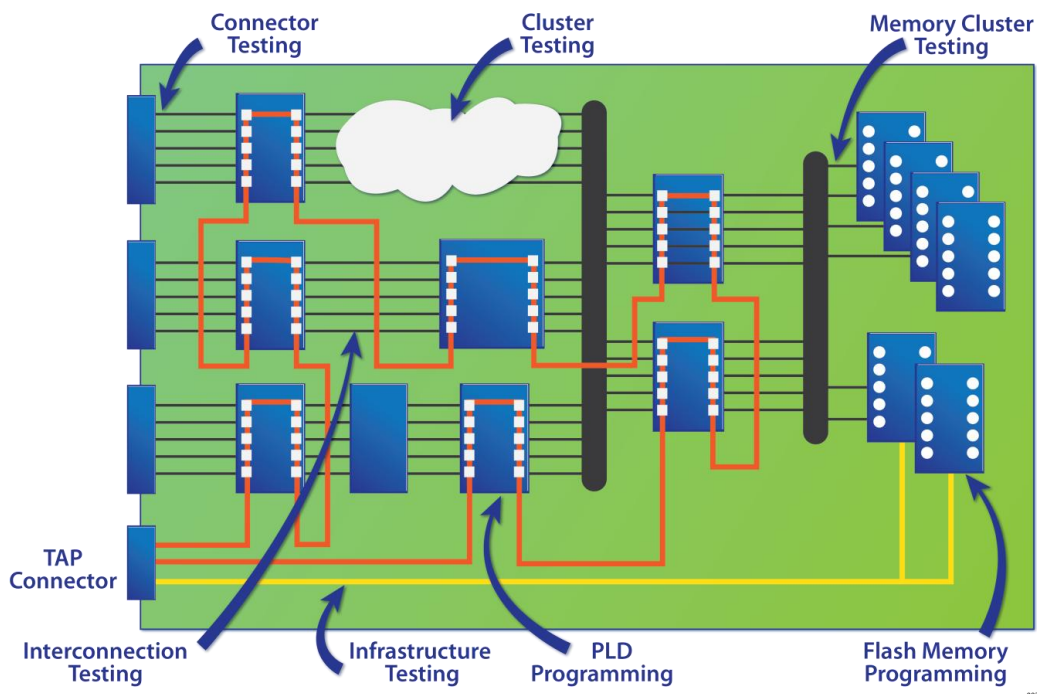 Connector
Testing
Cluster
Testing
Memory Cluster
Testing
TAP
Connector
Interconnection
Testing
Infrastructure
Testing
PLD
Programming
Flash Memory
Programming